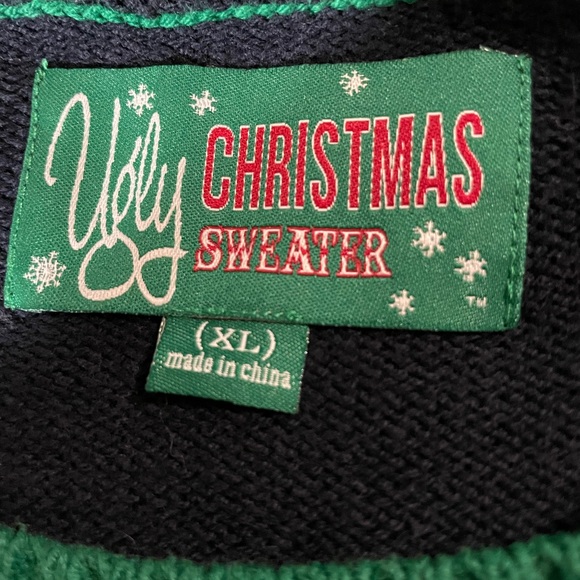 Ugly CHRISTMAS
SWEATER
TM
(XL)
made in china